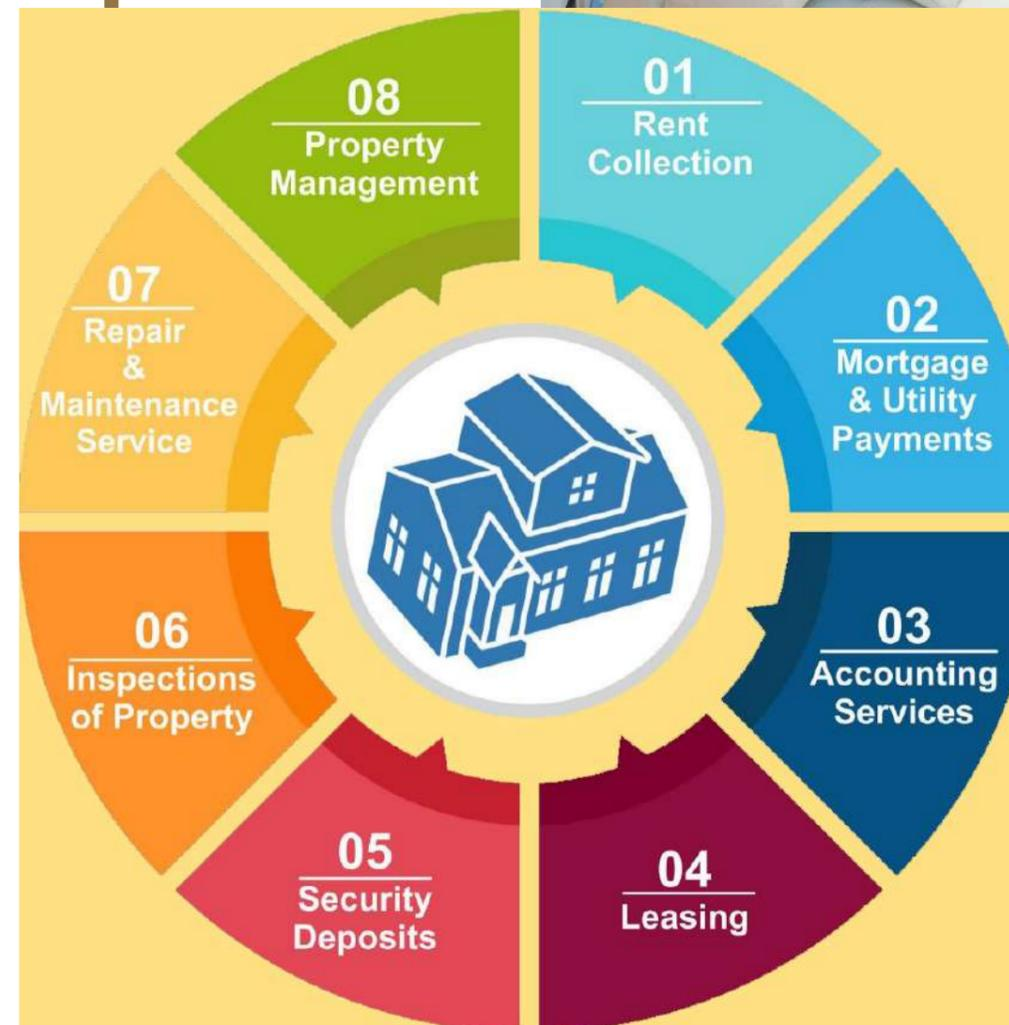 01
Rent
Collection
02
Mortgage
& Utility
Payments
03
Accounting
Services
04
Leasing
05
Security
Deposits
06
Inspections
of Property
07
Repair
&
Maintenance
Service
08
Property
Management